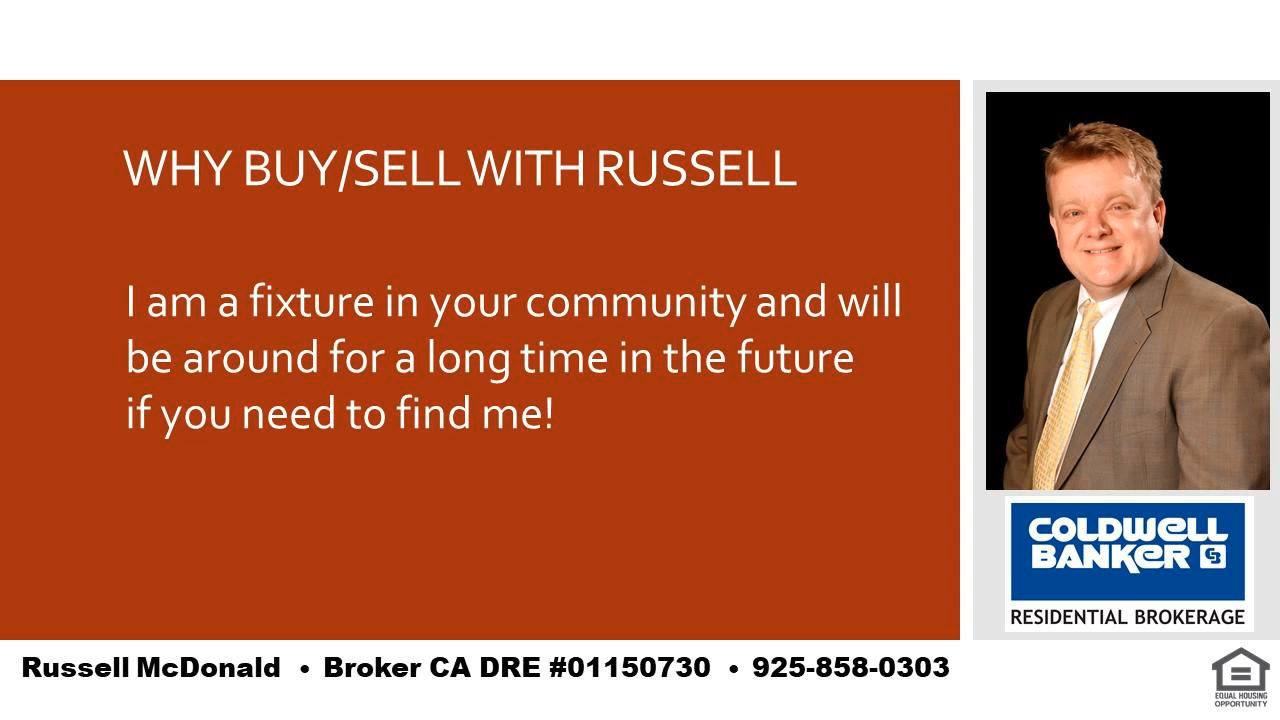 WHY BUY/SELL WITH RUSSELL
I am a fixture in your community and will
be around for a long time in the future
if you need to find me!
COLDWELL
BANKER CB
RESIDENTIAL BROKERAGE
Russell McDonald • Broker CA DRE #01150730 • 925-858-0303
EQUAL HOUSING
OPPORTUNITY